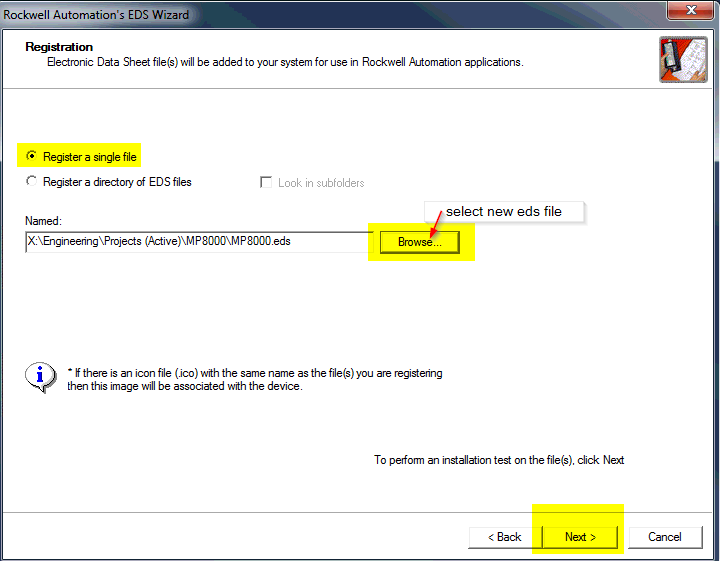 Rockwell Automation's EDS Wizard
Registration
Electronic Data Sheet file(s) will be added to your system for use in Rockwell Automation applications.
Register a single file
Register a directory of EDS files
Look in subfolders
select new eds file
Named:
X:\Engineering\Projects (Active)\MP8000\MP8000.eds
Browse...
* If there is an icon file (.ico) with the same name as the file(s) you are registering
then this image will be associated with the device.
To perform an installation test on the file(s), click Next
< Back
Next >
Cancel